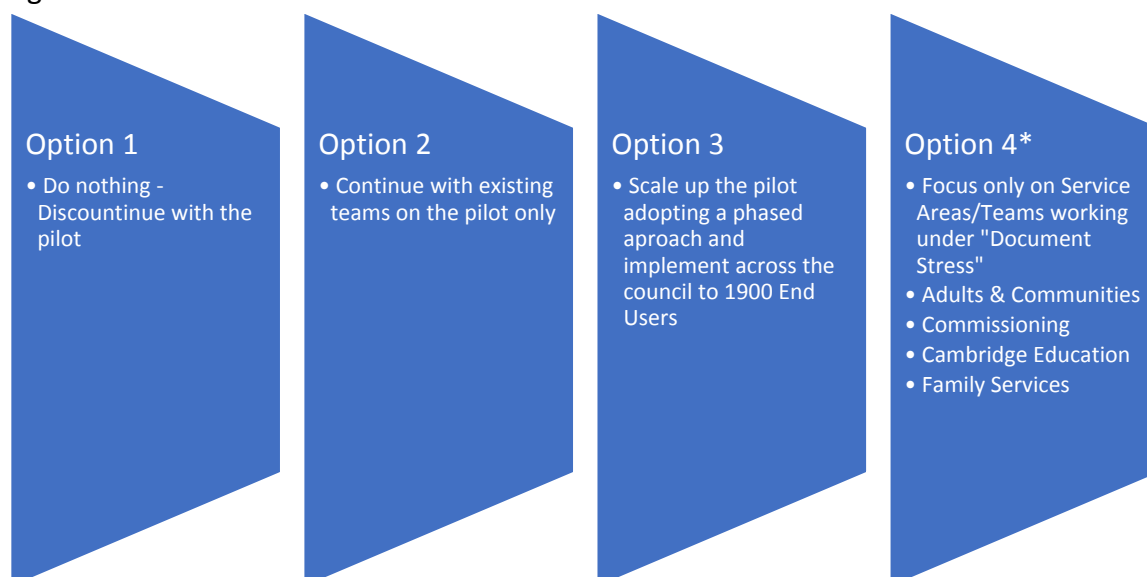 Option 1
• Do nothing -
Discountinue with the
pilot
Option 2
• Continue with existing
teams on the pilot only
Option 3
• Scale up the pilot
adopting a phased
aproach and
implement across the
council to 1900 End
Users
Option 4*
• Focus only on Service
Areas/Teams working
under "Document
Stress"
• Adults & Communities
• Commissioning
• Cambridge Education
• Family Services